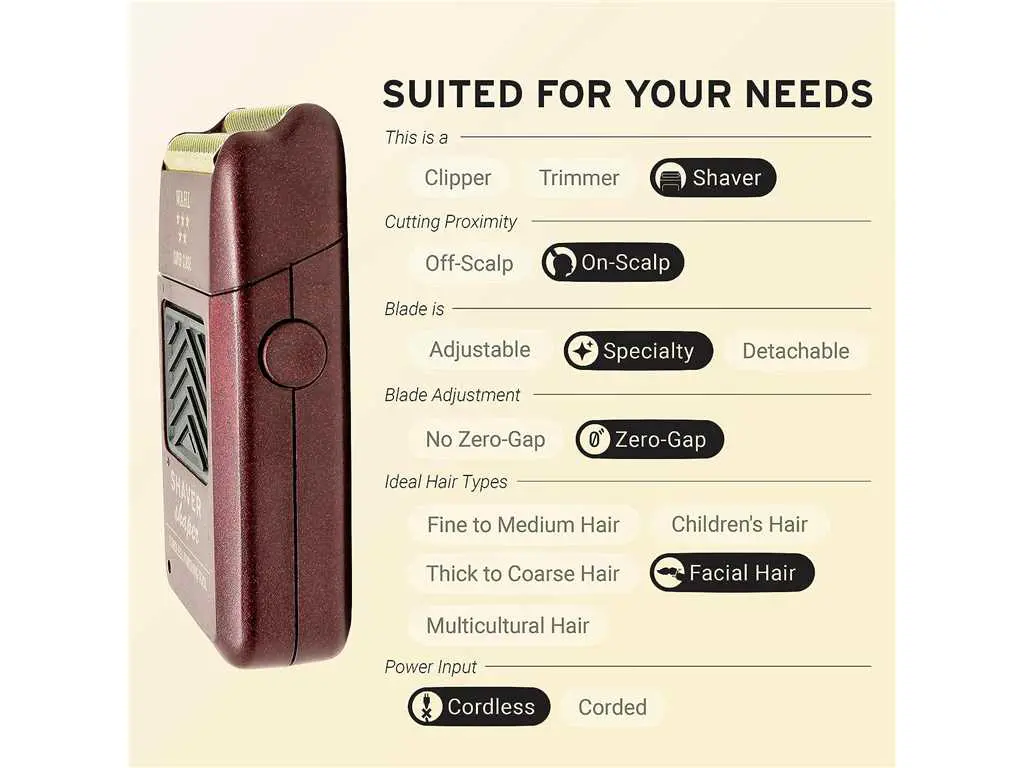 SUITED FOR YOUR NEEDS
This is a
Clipper Trimmer Shaver
Cutting Proximity
Off-Scalp On-Scalp
Blade is
Adjustable Specialty Detachable
Blade Adjustment
No Zero-Gap Zero-Gap
Ideal Hair Types
Fine to Medium Hair Children's Hair
Thick to Coarse Hair Facial Hair
Multicultural Hair
Power Input
Cordless Corded
WAHL
SHAVER
shaper